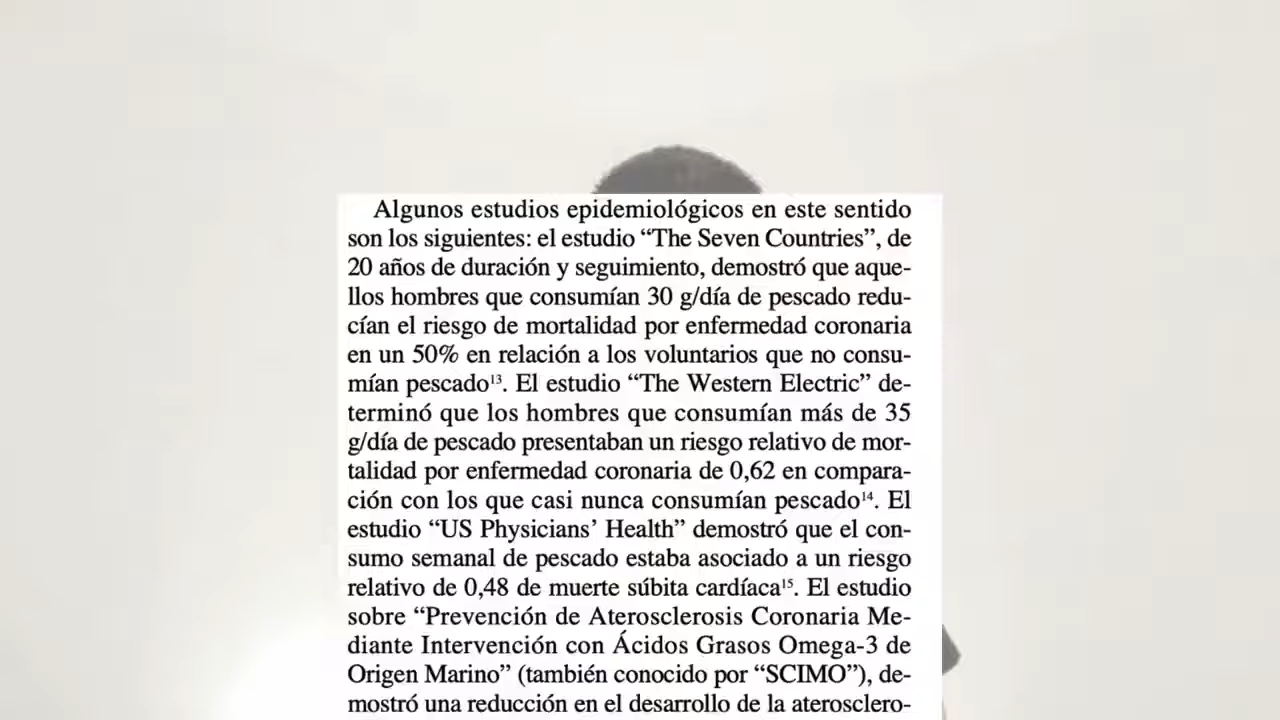 Algunos estudios epidemiológicos en este sentido
son los siguientes: el estudio “The Seven Countries”, de
20 años de duración y seguimiento, demostró que aque-
llos hombres que consumían 30 g/día de pescado redu-
cían el riesgo de mortalidad por enfermedad coronaria
en un 50% en relación a los voluntarios que no consu-
mían pescado¹³. El estudio “The Western Electric” de-
terminó que los hombres que consumían más de 35
g/día de pescado presentaban un riesgo relativo de mor-
talidad por enfermedad coronaria de 0,62 en compara-
ción con los que casi nunca consumían pescado¹⁴. El
estudio “US Physicians’ Health” demostró que el con-
sumo semanal de pescado estaba asociado a un riesgo
relativo de 0,48 de muerte súbita cardíaca¹⁵. El estudio
sobre “Prevención de Aterosclerosis Coronaria Me-
diante Intervención con Ácidos Grasos Omega-3 de
Origen Marino” (también conocido por “SCIMO”), de-
mostró una reducción en el desarrollo de la aterosclero-